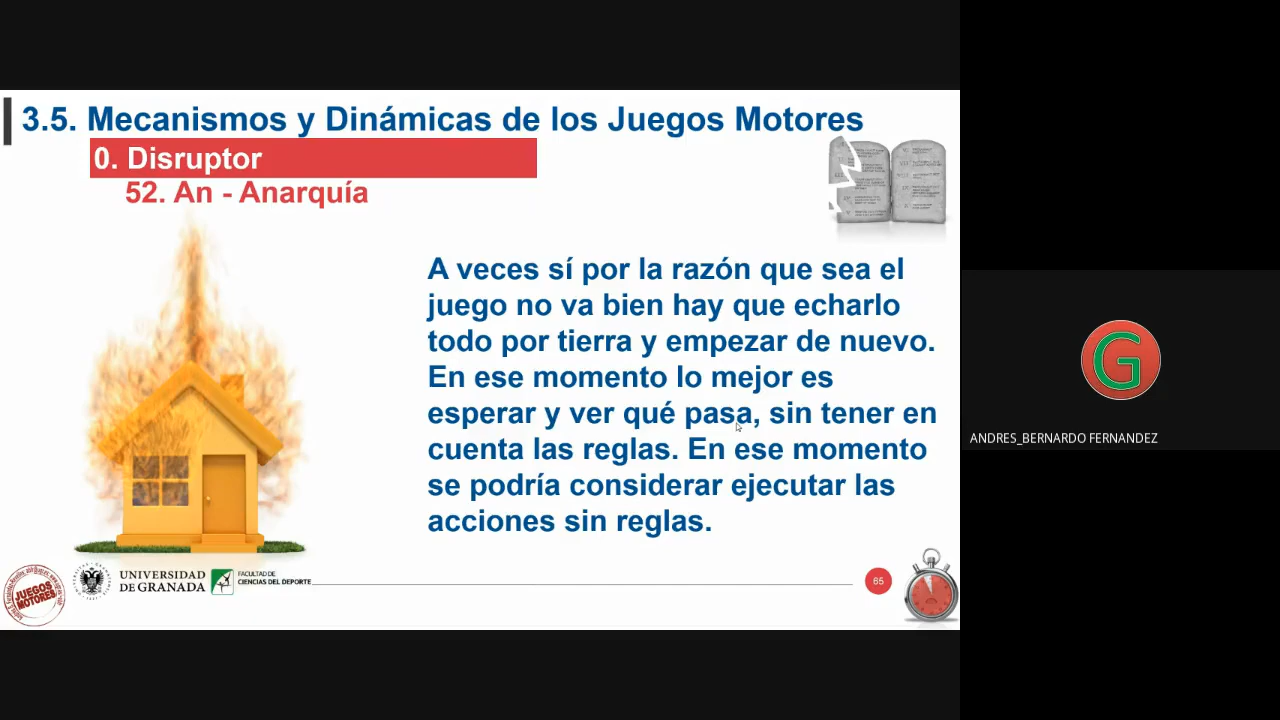 3.5. Mecanismos y Dinámicas de los Juegos Motores
0. Disruptor
52. An - Anarquía
A veces sí por la razón que sea el
juego no va bien hay que echarlo
todo por tierra y empezar de nuevo.
En ese momento lo mejor es
esperar y ver qué pasa, sin tener en
cuenta las reglas. En ese momento
se podría considerar ejecutar las
acciones sin reglas.
JUEGOS
MOTORES
UNIVERSIDAD
DE GRANADA
FACULTAD DE
CIENCIAS DEL DEPORTE
65
G
ANDRES_BERNARDO FERNANDEZ